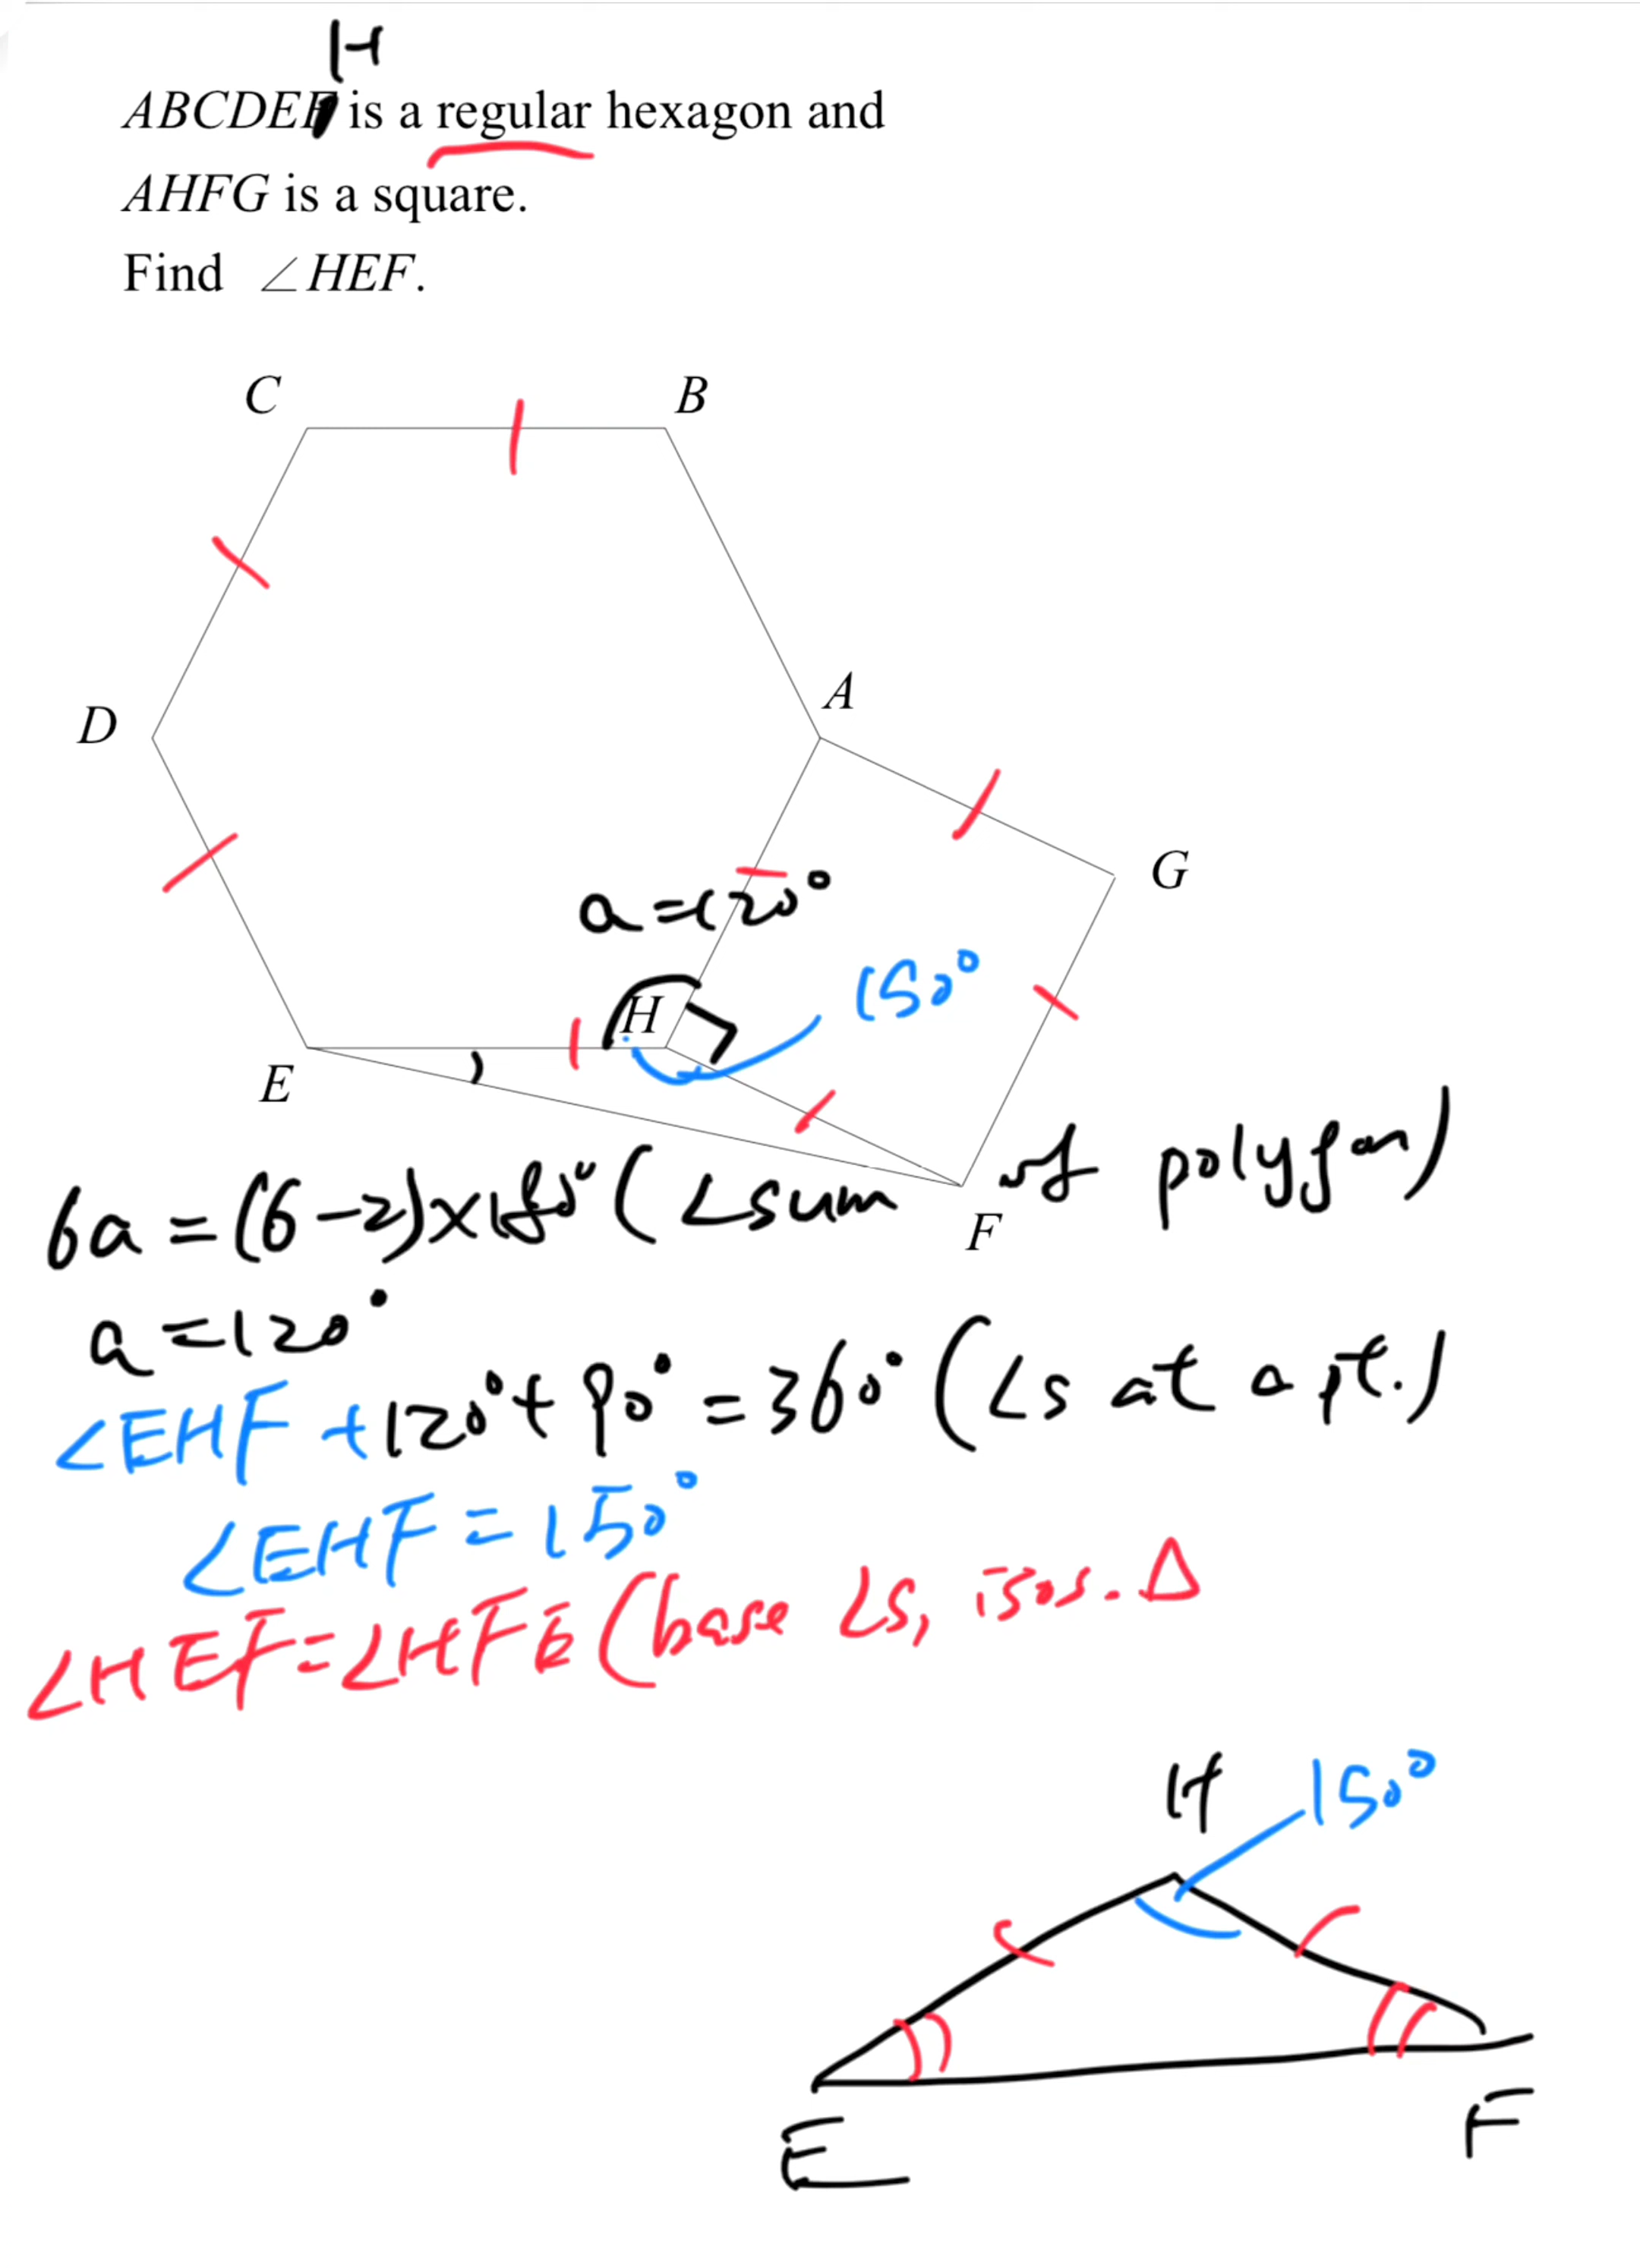 H
ABCDEF is a regular hexagon and
AHFG is a square.
Find ∠HEF.
C
B
D
A
G
a=120°
150°
H
E
F
6a=(6-2)×180° (∠sum of polygon)
a=120°
∠EHF+120°+90°=360° (∠s at a pt.)
∠EHF=150°
∠HEF=∠HFE (base ∠s, isos. Δ
H
150°
E
F